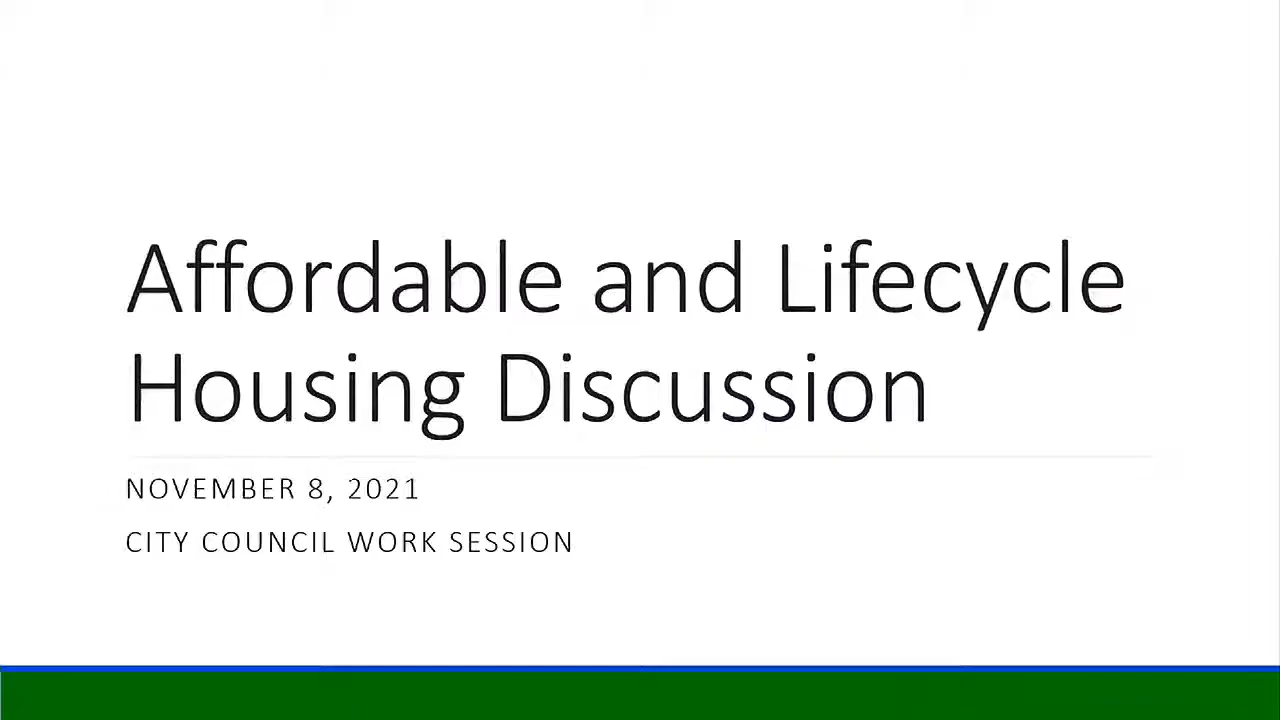 Affordable and Lifecycle
Housing Discussion
NOVEMBER 8, 2021
CITY COUNCIL WORK SESSION